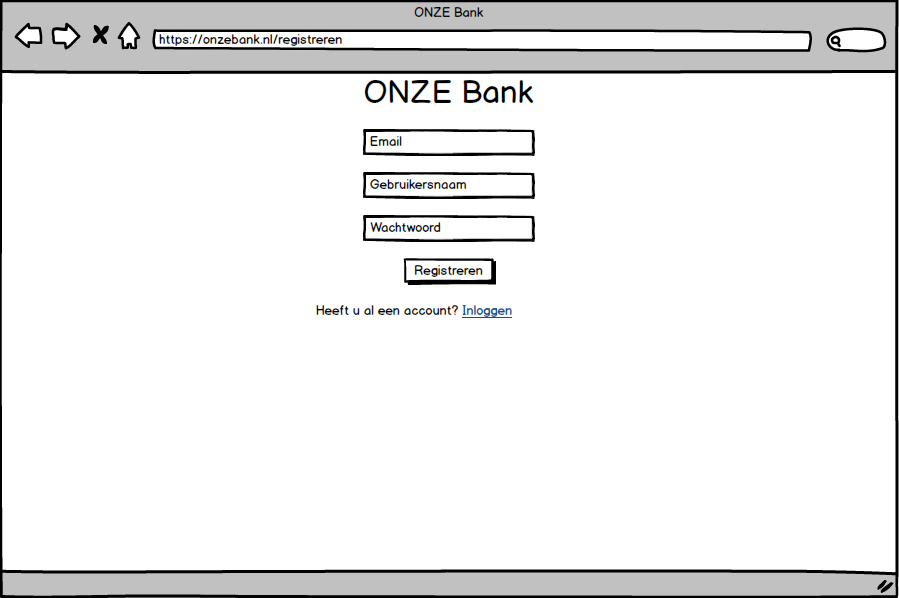 ONZE Bank
https://onzebank.nl/registreren
ONZE Bank
Email
Gebruikersnaam
Wachtwoord
Registreren
Heeft u al een account? Inloggen